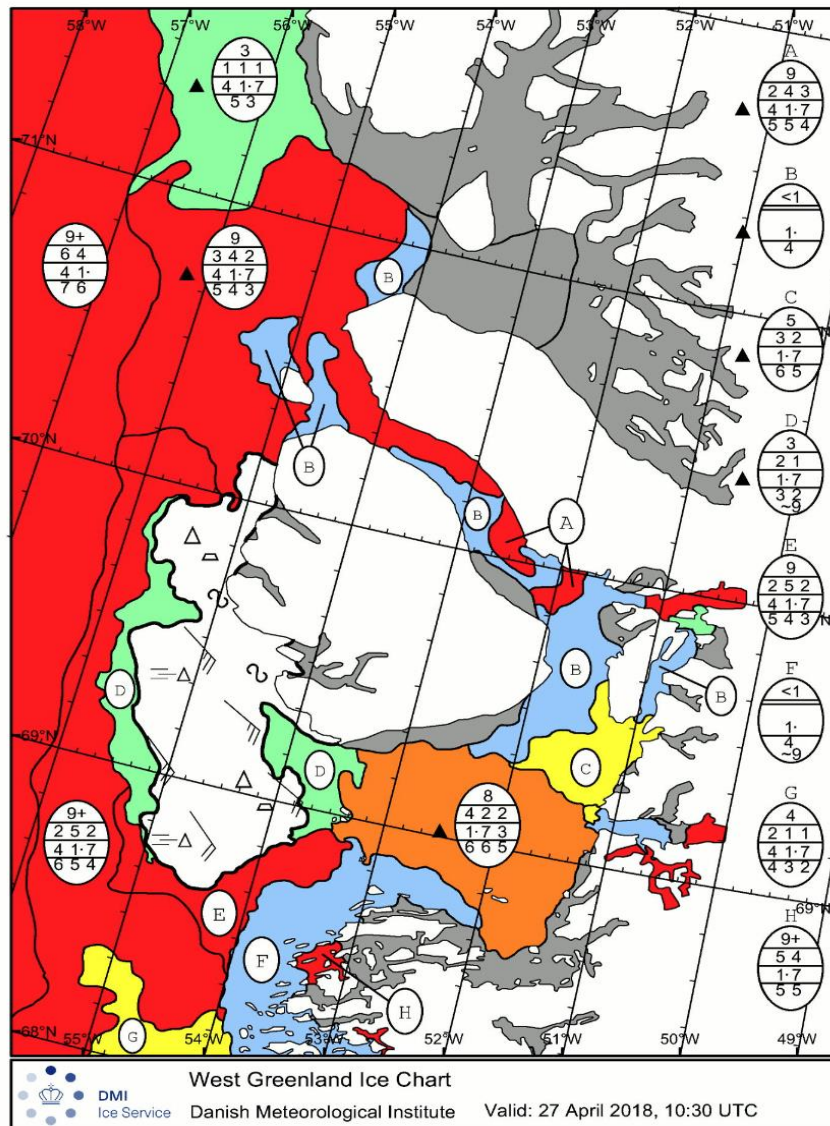 58°W 57°W 56°W 55°W 54°W 53°W 52°W 51°W
71°N
70°N
69°N
68°N
3
1 1 1
4 1· 7
5 3
9+
6 4
4 1·
7 6
9
3 4 2
4 1· 7
5 4 3
B
B
B
A
B
B
D
D
C
8
4 2 2
1· 7 3
6 6 5
9+
2 5 2
4 1· 7
6 5 4
E
F
H
G
69°N
55°W 54°W 53°W 52°W 51°W 50°W 49°W
A
9
2 4 3
4 1· 7
5 5 4
B
<1
1·
4
C
5
3 2
1· 7
6 5
D
3
2 1
1· 7
3 2
~9
E
9
2 5 2
4 1· 7
5 4 3
F
<1
1·
4
~9
G
4
2 1 1
4 1· 7
4 3 2
H
9+
5 4
1· 7
5 5
DMI
Ice Service
West Greenland Ice Chart
Danish Meteorological Institute Valid: 27 April 2018, 10:30 UTC